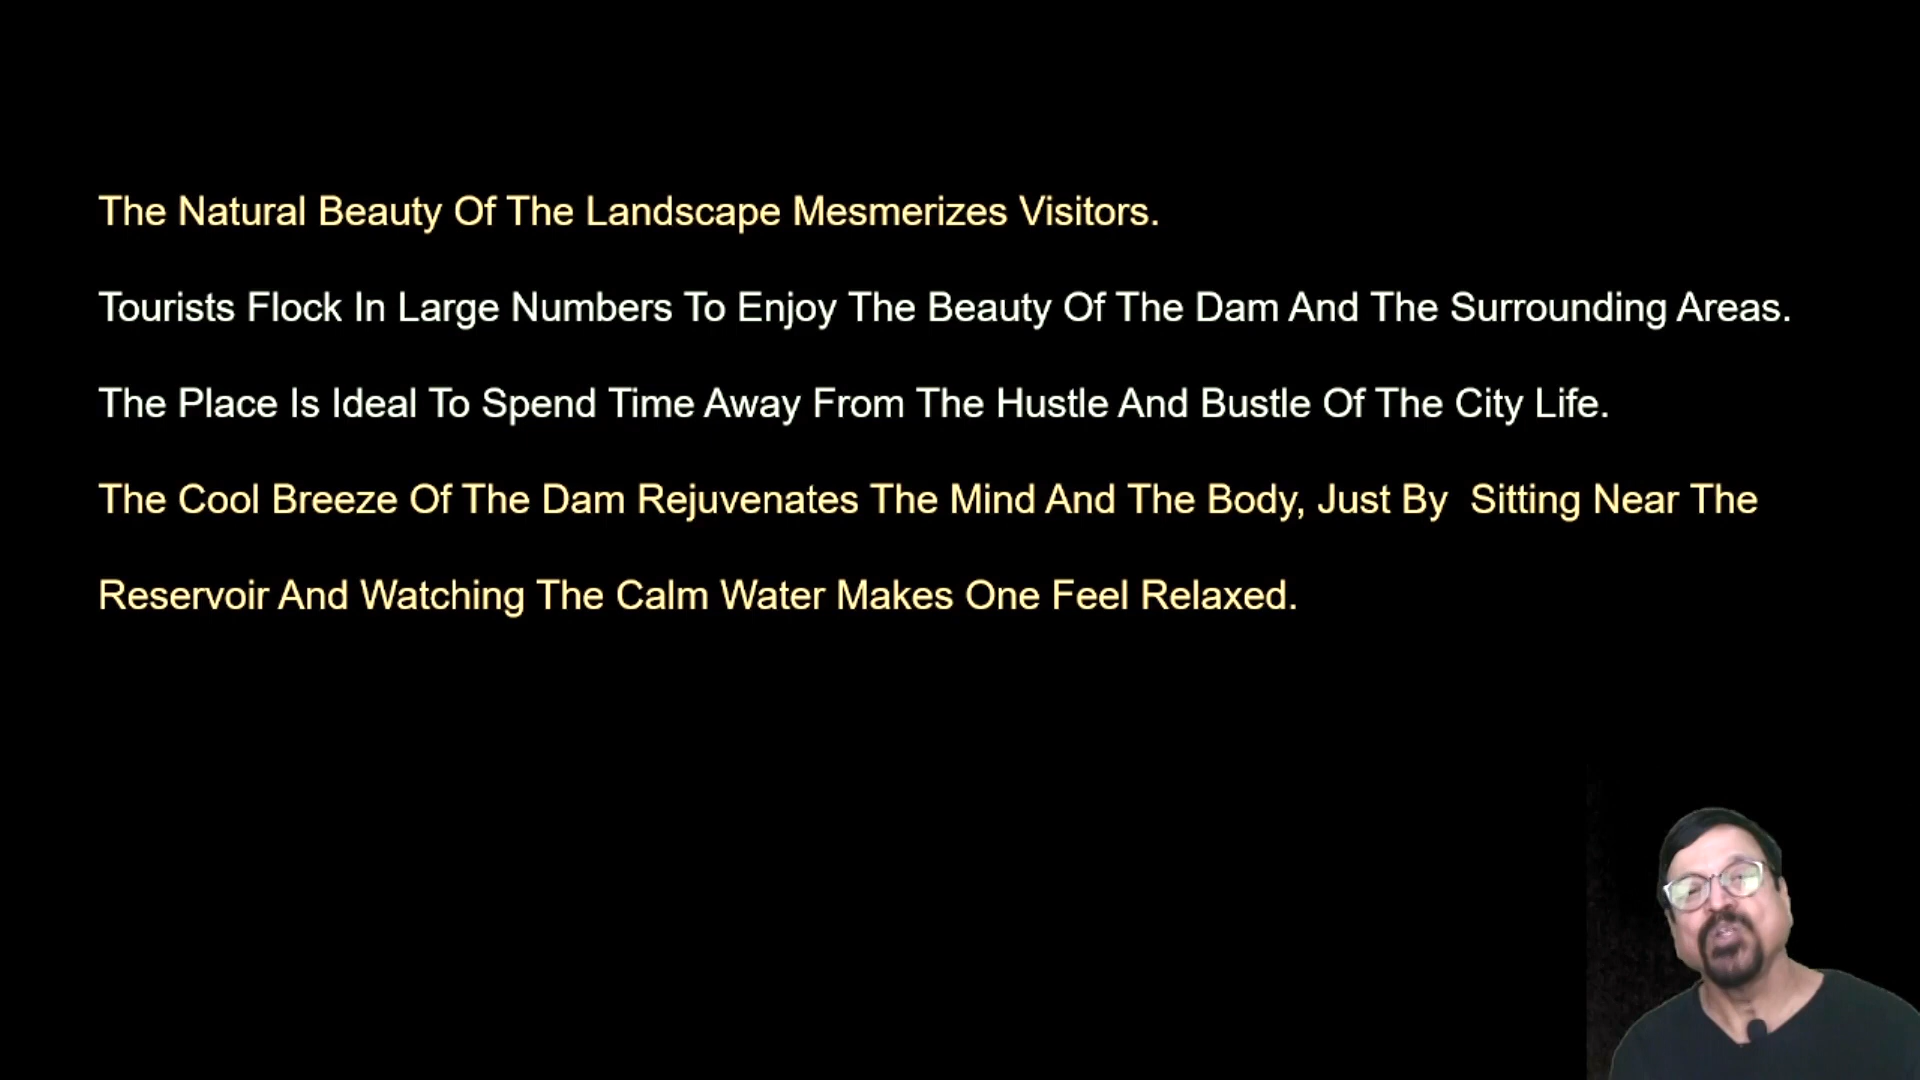 The Natural Beauty Of The Landscape Mesmerizes Visitors.
Tourists Flock In Large Numbers To Enjoy The Beauty Of The Dam And The Surrounding Areas.
The Place Is Ideal To Spend Time Away From The Hustle And Bustle Of The City Life.
The Cool Breeze Of The Dam Rejuvenates The Mind And The Body, Just By  Sitting Near The
Reservoir And Watching The Calm Water Makes One Feel Relaxed.